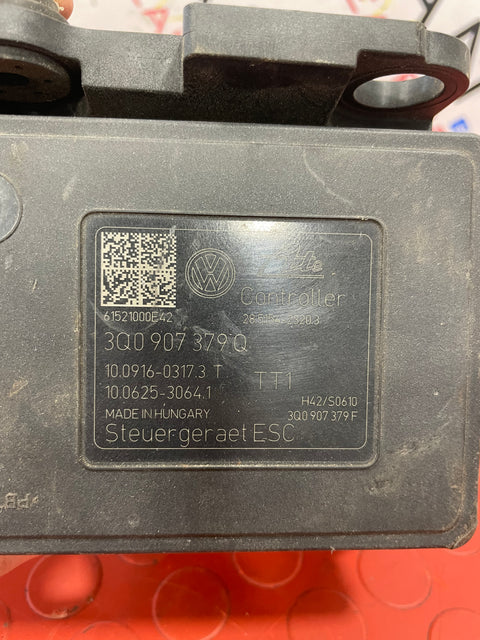 Controller
61521000E42
3Q0 907 379 Q
10.0916-0317.3 T
TT1
10.0625-3064.1
H42/S0610
MADE IN HUNGARY
3Q0 907 379 F
Steuergeraet ESC